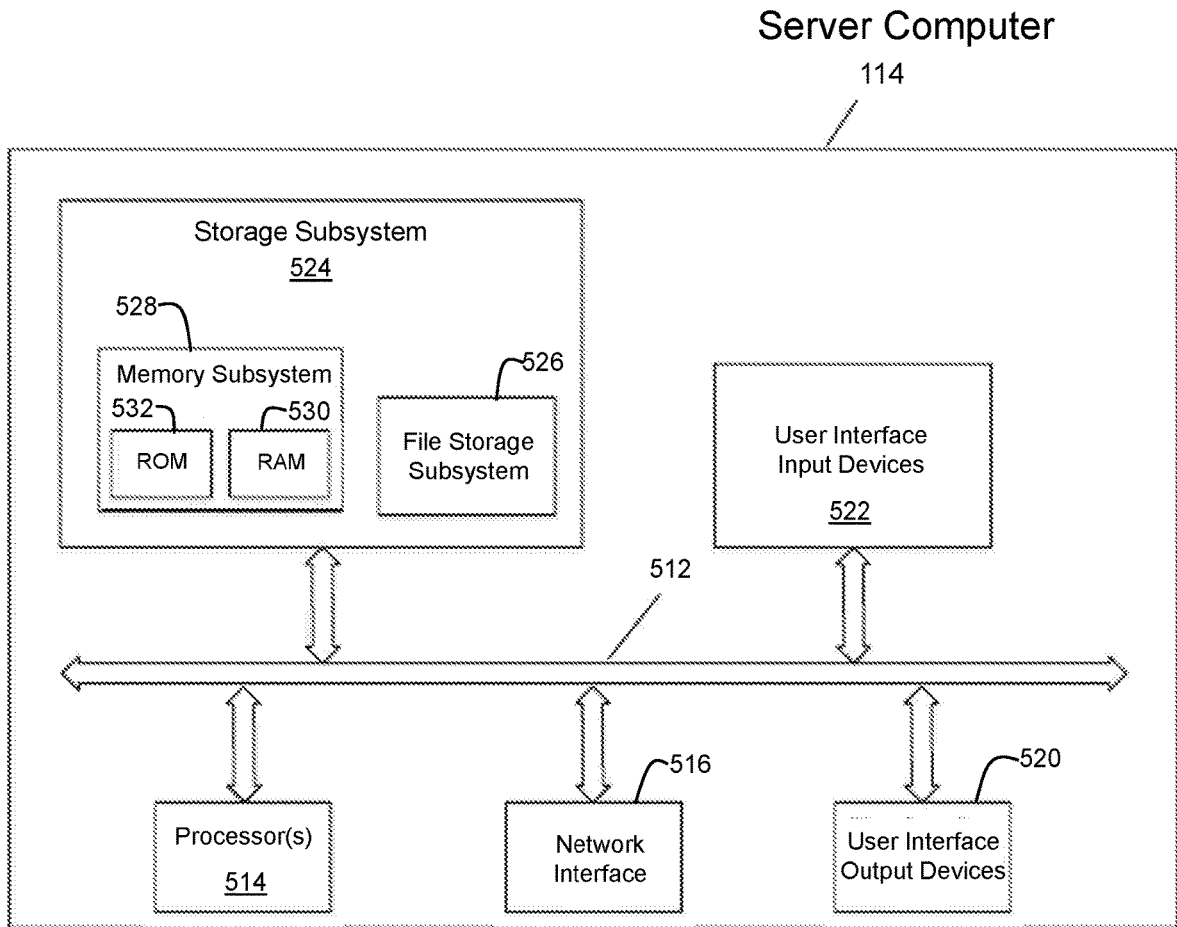 Server Computer
114
Storage Subsystem
524
528
Memory Subsystem
532
530
ROM
RAM
526
File Storage
Subsystem
User Interface
Input Devices
522
512
Processor(s)
514
516
Network
Interface
520
User Interface
Output Devices